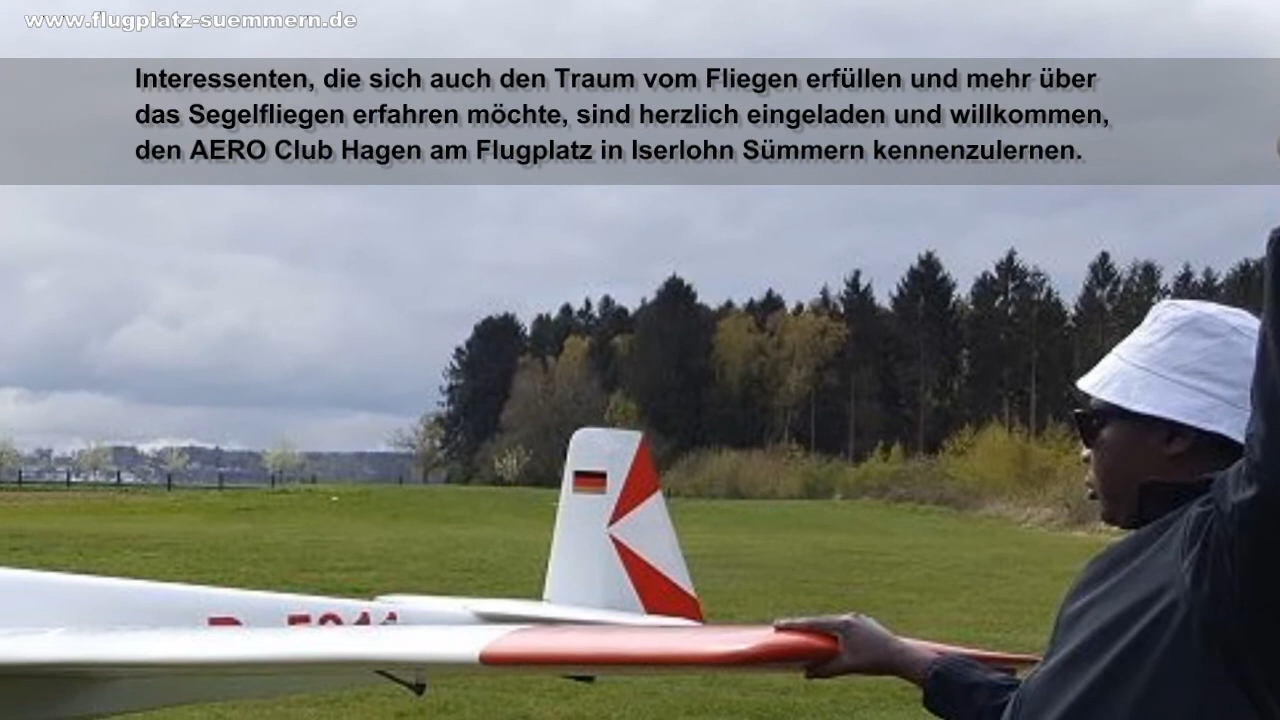 www.flugplatz-suemmern.de
Interessenten, die sich auch den Traum vom Fliegen erfüllen und mehr über
das Segelfliegen erfahren möchte, sind herzlich eingeladen und willkommen,
den AERO Club Hagen am Flugplatz in Iserlohn Sümmern kennenzulernen.